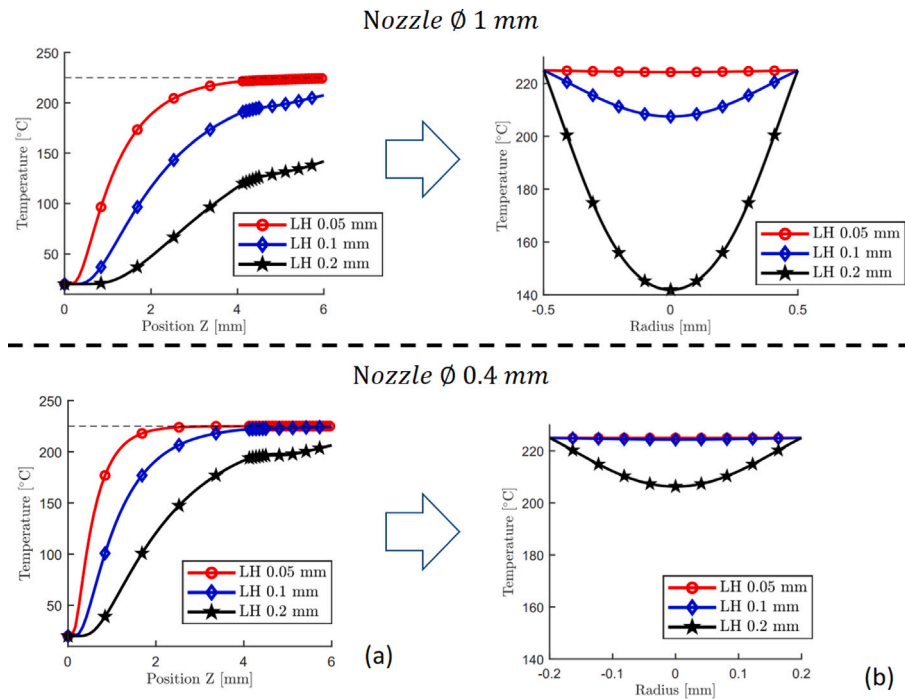 Nozzle Ø 1 mm
250
200
150
100
50
0
2
4
6
Temperature [°C]
Position Z [mm]
LH 0.05 mm
LH 0.1 mm
LH 0.2 mm
220
200
180
160
140
-0.5
0
0.5
Temperature [°C]
Radius [mm]
LH 0.05 mm
LH 0.1 mm
LH 0.2 mm
Nozzle Ø 0.4 mm
250
200
150
100
50
0
2
4
6
Temperature [°C]
Position Z [mm]
LH 0.05 mm
LH 0.1 mm
LH 0.2 mm
(a)
220
200
180
160
140
-0.2
-0.1
0
0.1
0.2
Temperature [°C]
Radius [mm]
LH 0.05 mm
LH 0.1 mm
LH 0.2 mm
(b)